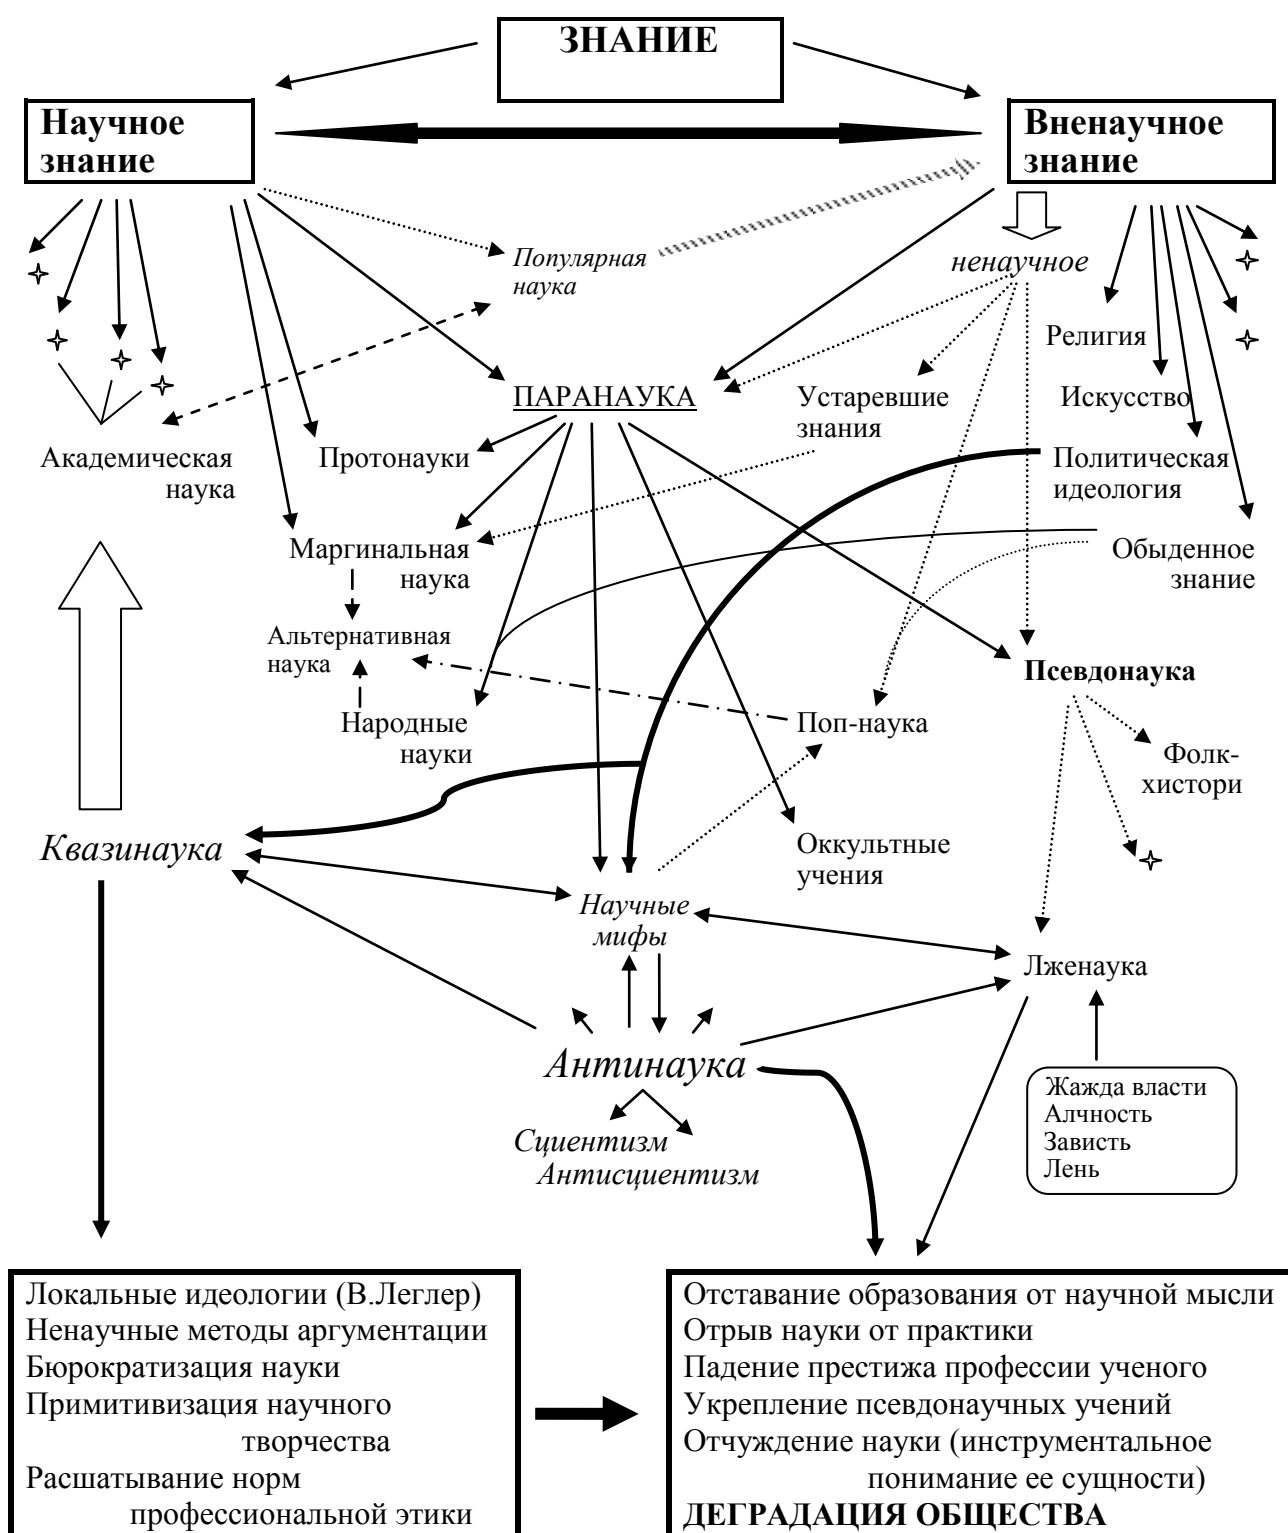 ЗНАНИЕ
Научное
знание
Вненаучное
знание
Популярная
наука
ненаучное
Религия
ПАРАНАУКА
Устаревшие
знания
Искусство
Академическая
наука
Протонауки
Политическая
идеология
Маргинальная
наука
Обыденное
знание
Альтернативная
наука
Псевдонаука
Народные
науки
Поп-наука
Фолк-
хистори
Квазинаука
Оккультные
учения
Научные
мифы
Лженаука
Антинаука
Жажда власти
Алчность
Зависть
Лень
Сциентизм
Антисциентизм
Локальные идеологии (В.Леглер)
Ненаучные методы аргументации
Бюрократизация науки
Примитивизация научного
творчества
Расшатывание норм
профессиональной этики
Отставание образования от научной мысли
Отрыв науки от практики
Падение престижа профессии ученого
Укрепление псевдонаучных учений
Отчуждение науки (инструментальное
понимание ее сущности)
ДЕГРАДАЦИЯ ОБЩЕСТВА